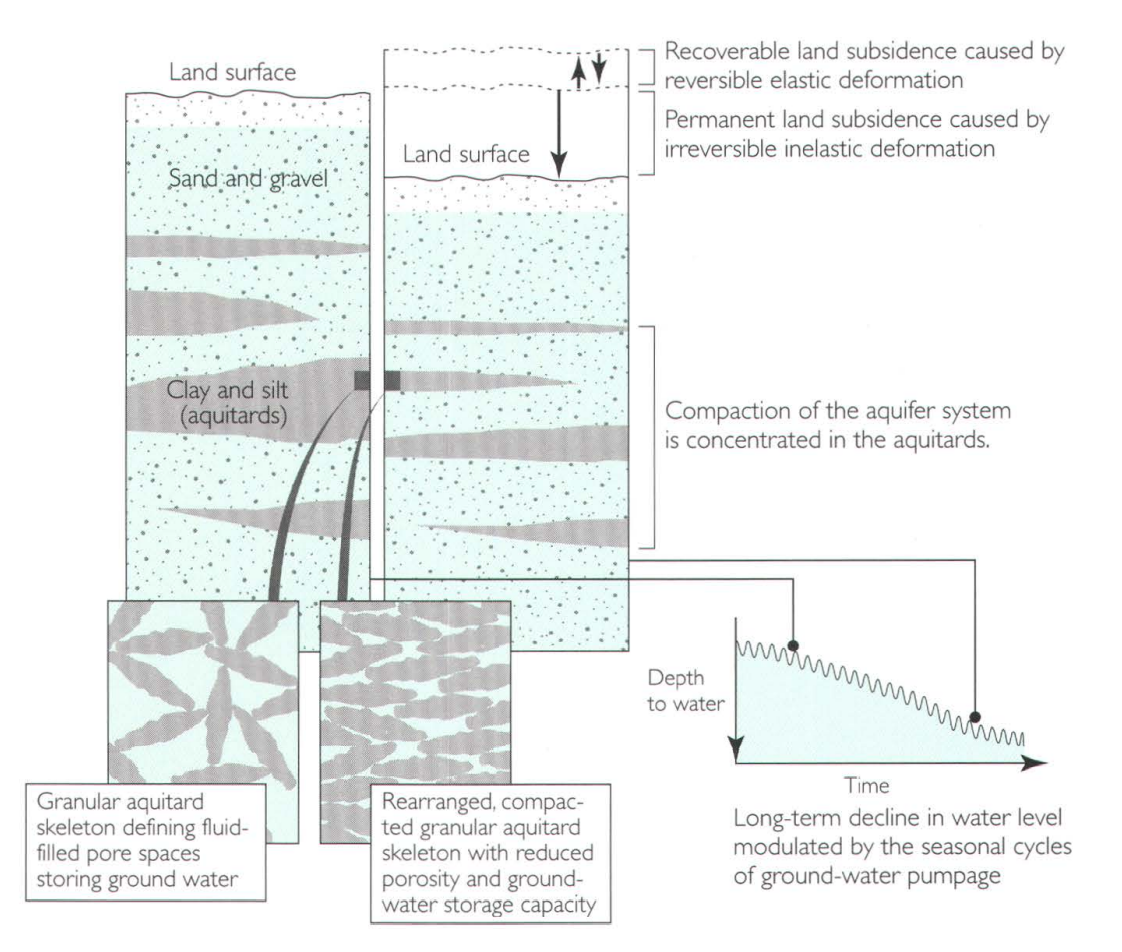 Land surface
Sand and gravel
Clay and silt
(aquitards)
Land surface
Recoverable land subsidence caused by
reversible elastic deformation
Permanent land subsidence caused by
irreversible inelastic deformation
Compaction of the aquifer system
is concentrated in the aquitards.
Granular aquitard
skeleton defining fluid-
filled pore spaces
storing ground water
Rearranged, compac-
ted granular aquitard
skeleton with reduced
porosity and ground-
water storage capacity
Depth
to water
Time
Long-term decline in water level
modulated by the seasonal cycles
of ground-water pumpage